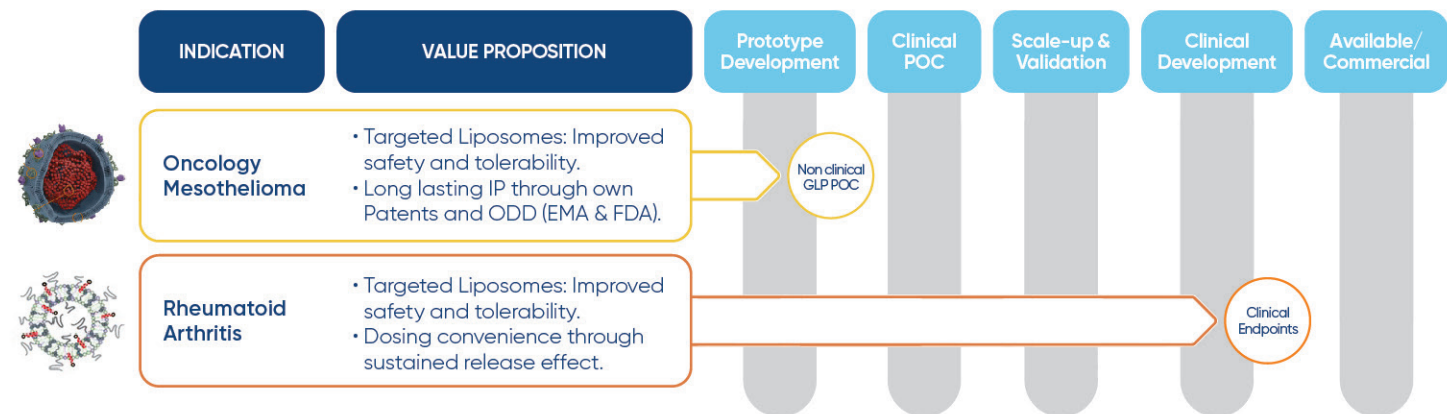 INDICATION
VALUE PROPOSITION
Prototype
Development
Clinical
POC
Scale-up &
Validation
Clinical
Development
Available/
Commercial
Oncology
Mesothelioma
• Targeted Liposomes: Improved
safety and tolerability.
• Long lasting IP through own
Patents and ODD (EMA & FDA).
Non clinical
GLP POC
Rheumatoid
Arthritis
• Targeted Liposomes: Improved
safety and tolerability.
• Dosing convenience through
sustained release effect.
Clinical
Endpoints